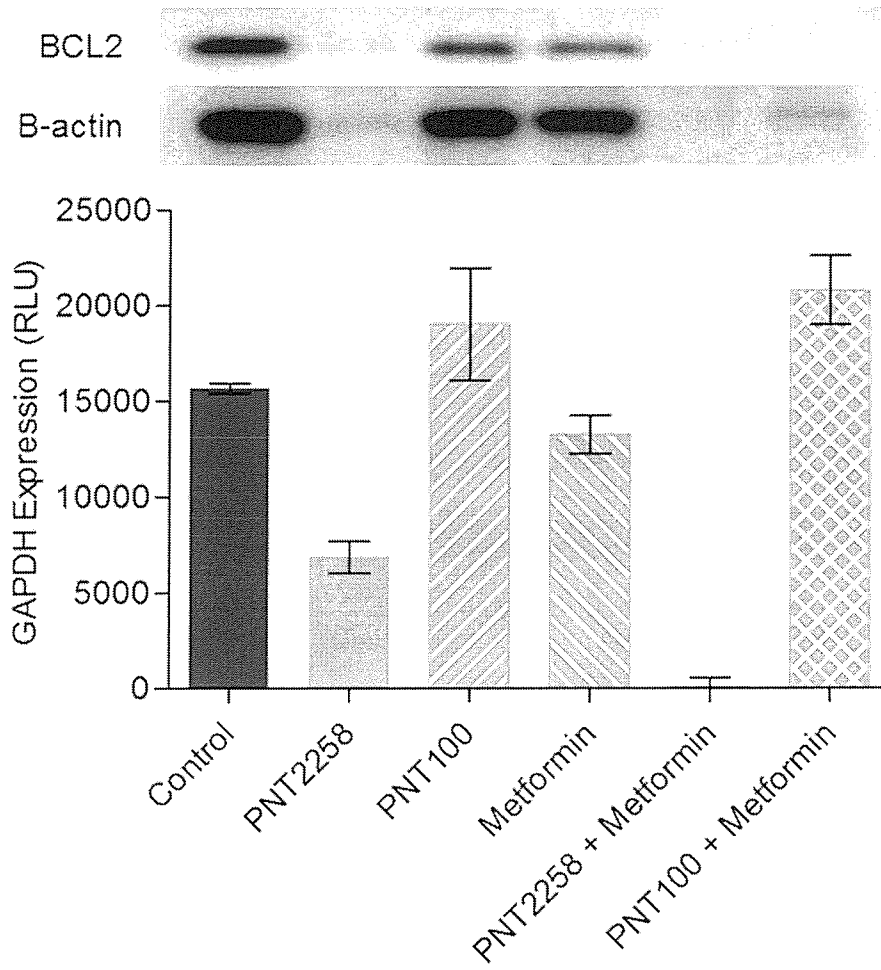 BCL2
B-actin
25000
20000
15000
10000
5000
0
GAPDH Expression (RLU)
Control
PNT2258
PNT100
Metformin
PNT2258 + Metformin
PNT100 + Metformin